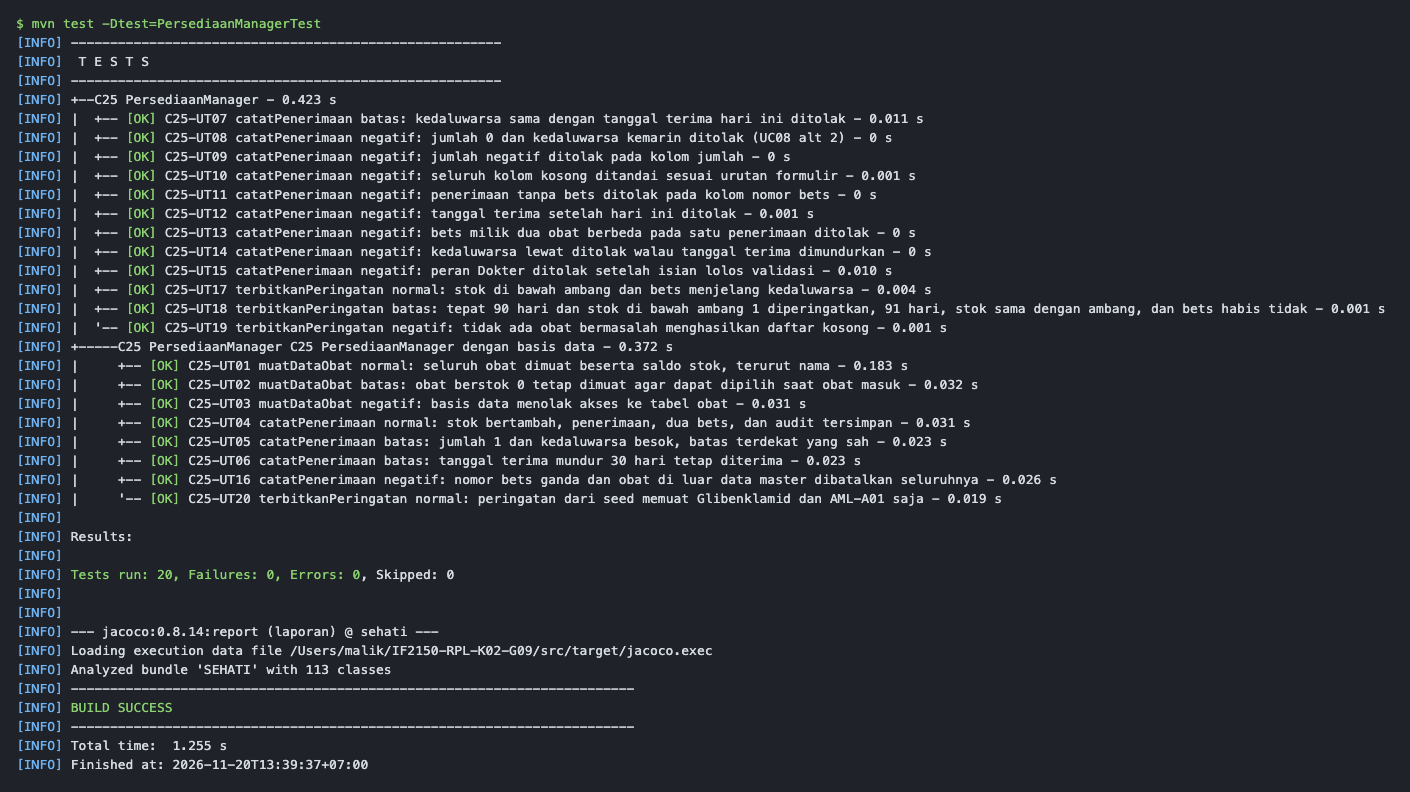 $ mvn test -Dtest=PersediaanManagerTest
[INFO] -------------------------------------------------------
[INFO]  T E S T S
[INFO] -------------------------------------------------------
[INFO] +--C25 PersediaanManager - 0.423 s
[INFO] |  +-- [OK] C25-UT07 catatPenerimaan batas: kedaluwarsa sama dengan tanggal terima hari ini ditolak - 0.011 s
[INFO] |  +-- [OK] C25-UT08 catatPenerimaan negatif: jumlah 0 dan kedaluwarsa kemarin ditolak (UC08 alt 2) - 0 s
[INFO] |  +-- [OK] C25-UT09 catatPenerimaan negatif: jumlah negatif ditolak pada kolom jumlah - 0 s
[INFO] |  +-- [OK] C25-UT10 catatPenerimaan negatif: seluruh kolom kosong ditandai sesuai urutan formulir - 0.001 s
[INFO] |  +-- [OK] C25-UT11 catatPenerimaan negatif: penerimaan tanpa bets ditolak pada kolom nomor bets - 0 s
[INFO] |  +-- [OK] C25-UT12 catatPenerimaan negatif: tanggal terima setelah hari ini ditolak - 0.001 s
[INFO] |  +-- [OK] C25-UT13 catatPenerimaan negatif: bets milik dua obat berbeda pada satu penerimaan ditolak - 0 s
[INFO] |  +-- [OK] C25-UT14 catatPenerimaan negatif: kedaluwarsa lewat ditolak walau tanggal terima dimundurkan - 0 s
[INFO] |  +-- [OK] C25-UT15 catatPenerimaan negatif: peran Dokter ditolak setelah isian lolos validasi - 0.010 s
[INFO] |  +-- [OK] C25-UT17 terbitkanPeringatan normal: stok di bawah ambang dan bets menjelang kedaluwarsa - 0.004 s
[INFO] |  +-- [OK] C25-UT18 terbitkanPeringatan batas: tepat 90 hari dan stok di bawah ambang 1 diperingatkan, 91 hari, stok sama dengan ambang, dan bets habis tidak - 0.001 s
[INFO] |  '-- [OK] C25-UT19 terbitkanPeringatan negatif: tidak ada obat bermasalah menghasilkan daftar kosong - 0.001 s
[INFO] +-----C25 PersediaanManager C25 PersediaanManager dengan basis data - 0.372 s
[INFO] |     +-- [OK] C25-UT01 muatDataObat normal: seluruh obat dimuat beserta saldo stok, terurut nama - 0.183 s
[INFO] |     +-- [OK] C25-UT02 muatDataObat batas: obat berstok 0 tetap dimuat agar dapat dipilih saat obat masuk - 0.032 s
[INFO] |     +-- [OK] C25-UT03 muatDataObat negatif: basis data menolak akses ke tabel obat - 0.031 s
[INFO] |     +-- [OK] C25-UT04 catatPenerimaan normal: stok bertambah, penerimaan, dua bets, dan audit tersimpan - 0.031 s
[INFO] |     +-- [OK] C25-UT05 catatPenerimaan batas: jumlah 1 dan kedaluwarsa besok, batas terdekat yang sah - 0.023 s
[INFO] |     +-- [OK] C25-UT06 catatPenerimaan batas: tanggal terima mundur 30 hari tetap diterima - 0.023 s
[INFO] |     +-- [OK] C25-UT16 catatPenerimaan negatif: nomor bets ganda dan obat di luar data master dibatalkan seluruhnya - 0.026 s
[INFO] |     '-- [OK] C25-UT20 terbitkanPeringatan normal: peringatan dari seed memuat Glibenklamid dan AML-A01 saja - 0.019 s
[INFO]
[INFO] Results:
[INFO]
[INFO] Tests run: 20, Failures: 0, Errors: 0, Skipped: 0
[INFO]
[INFO]
[INFO] --- jacoco:0.8.14:report (laporan) @ sehati ---
[INFO] Loading execution data file /Users/malik/IF2150-RPL-K02-G09/src/target/jacoco.exec
[INFO] Analyzed bundle 'SEHATI' with 113 classes
[INFO] ------------------------------------------------------------------------
[INFO] BUILD SUCCESS
[INFO] ------------------------------------------------------------------------
[INFO] Total time:  1.255 s
[INFO] Finished at: 2026-11-20T13:39:37+07:00